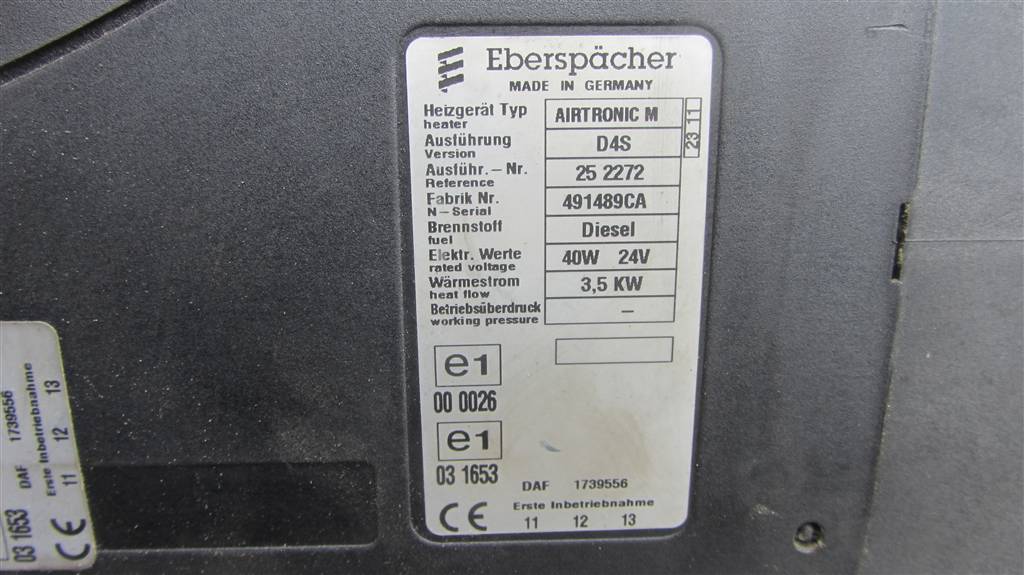 Eberspächer
MADE IN GERMANY
Heizgerät Typ AIRTRONIC M
heater
23 11
Ausführung D4S
Version
Ausführ.-Nr. 25 2272
Reference
Fabrik Nr. 491489CA
N-Serial
Brennstoff Diesel
fuel
Elektr. Werte 40W 24V
rated voltage
Wärmestrom 3,5 KW
heat flow
Betriebsüberdruck –
working pressure
e1
00 0026
e1
03 1653
DAF 1739556
CE Erste Inbetriebnahme
11 12 13
03 1653 DAF 1739556
CE Erste Inbetriebnahme
11 12 13